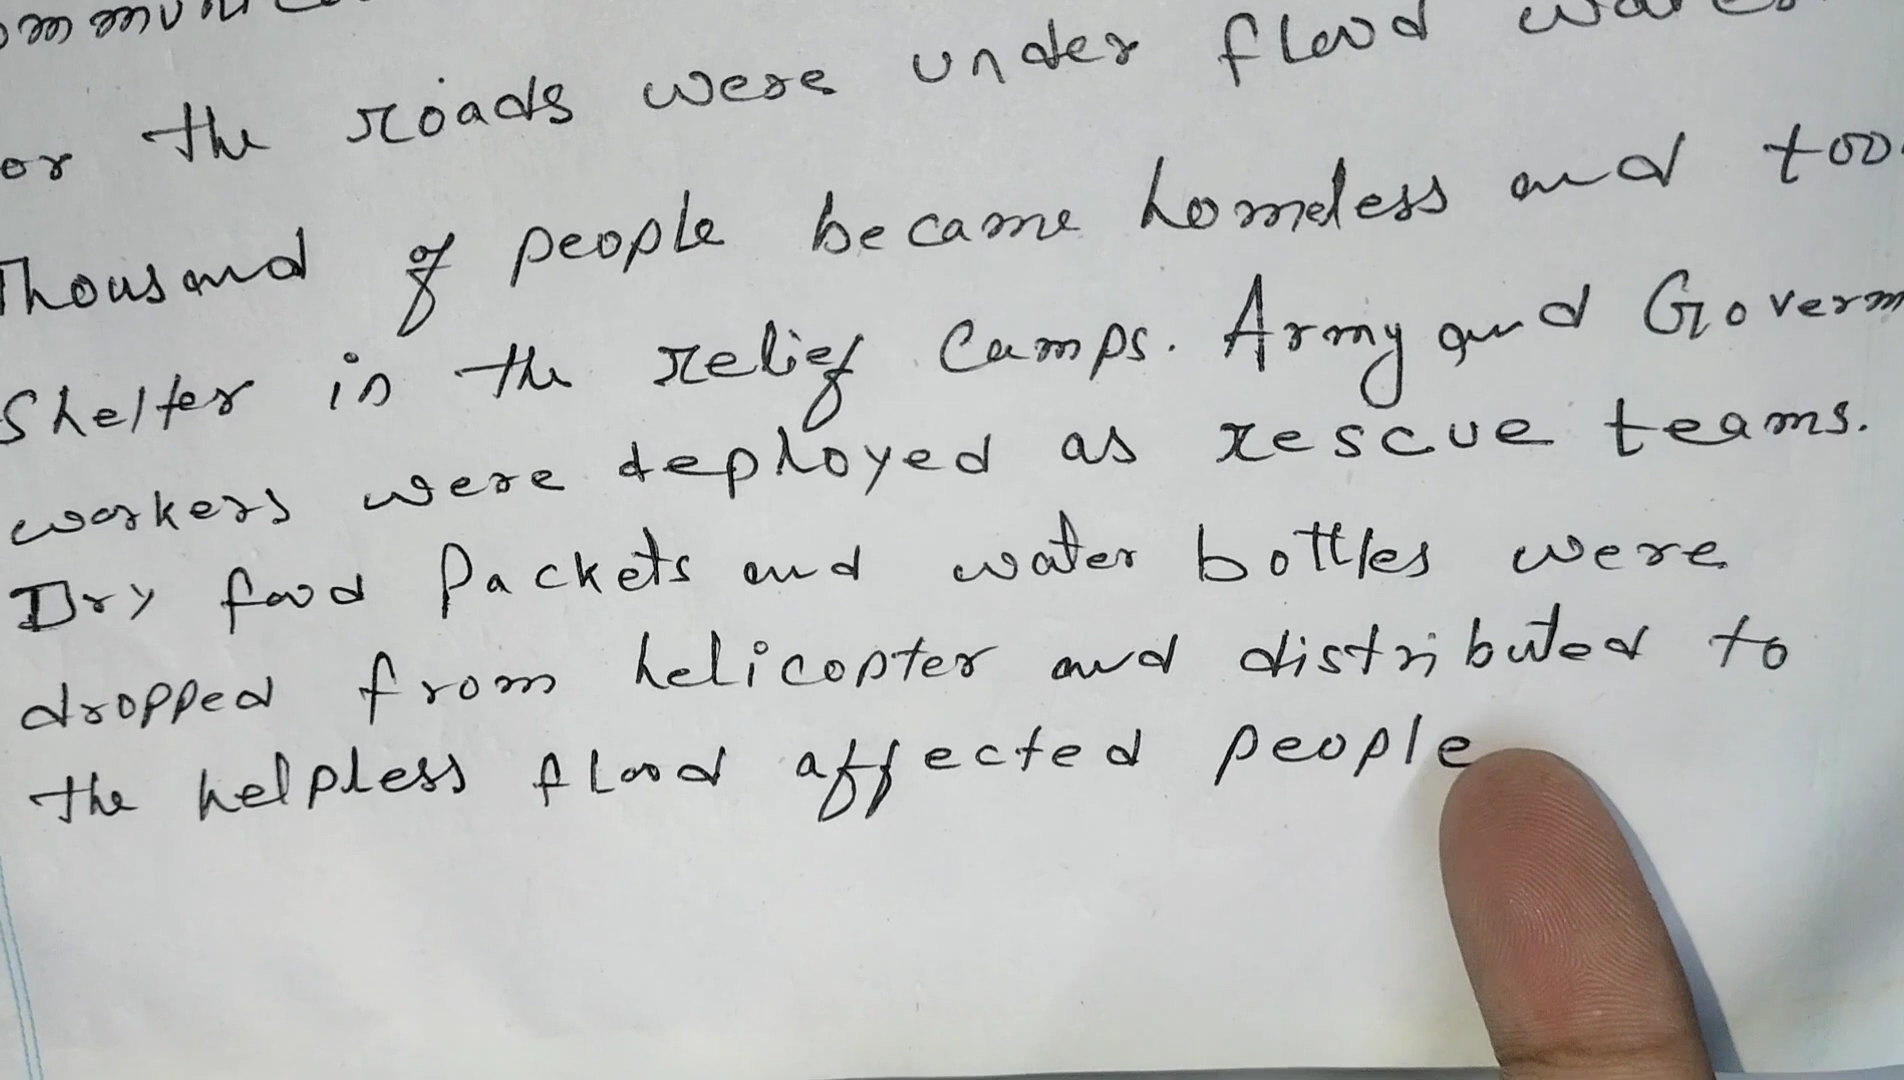 or the roads were under flood
Thousand of people became homeless and
Shelter in the relief Camps. Army and
workers were deployed as rescue teams.
Dry food Packets and water bottles were
dropped from helicopter and distributed to
the helpless flood affected people